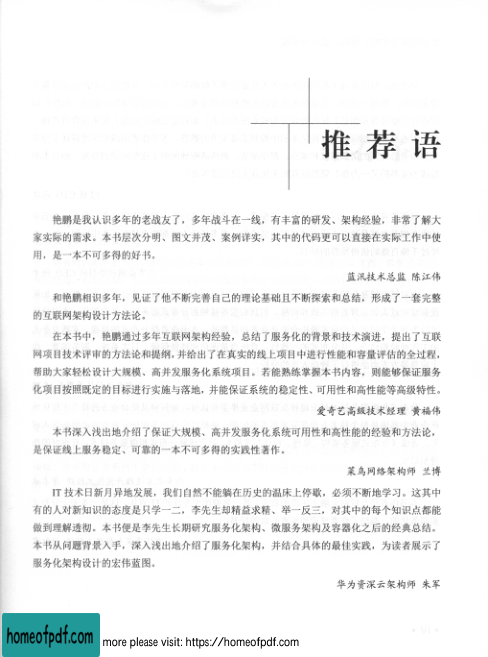 推荐语
艳鹏是我认识多年的老战友了，多年战斗在一线，有丰富的研发、架构经验，非常了解大
家实际的需求。本书层次分明、图文并茂、案例详实，其中的代码更可以直接在实际工作中使
用，是一本不可多得的好书。
蓝汛技术总监 陈江伟
和艳鹏相识多年，见证了他不断完善自己的理论基础且不断探索和总结，形成了一套完整
的互联网架构设计方法论。
在本书中，艳鹏通过多年互联网架构经验，总结了服务化的背景和技术演进，提出了互联
网项目技术评审的方法论和提纲，并给出了在真实的线上项目中进行性能和容量评估的全过程，
帮助大家轻松设计大规模、高并发服务化系统项目。若能熟练掌握本书内容，则能够保证服务
化项目按照既定的目标进行实施与落地，并能保证系统的稳定性、可用性和高性能等高级特性。
爱奇艺高级技术经理 黄福伟
本书深入浅出地介绍了保证大规模、高并发服务化系统可用性和高性能的经验和方法论，
是保证线上服务稳定、可靠的一本不可多得的实践性著作。
菜鸟网络架构师 兰博
IT 技术日新月异地发展，我们自然不能躺在历史的温床上停歇，必须不断地学习。这其中
有的人对新知识的态度是只学一二，李先生却精益求精、举一反三，对其中的每个知识点都能
做到理解透彻。本书便是李先生长期研究服务化架构、微服务架构及容器化之后的经典总结。
本书从问题背景入手，深入浅出地介绍了服务化架构，并结合具体的最佳实践，为读者展示了
服务化架构设计的宏伟蓝图。
华为资深云架构师 朱军
homeofpdf.com
more please visit: https://homeofpdf.com